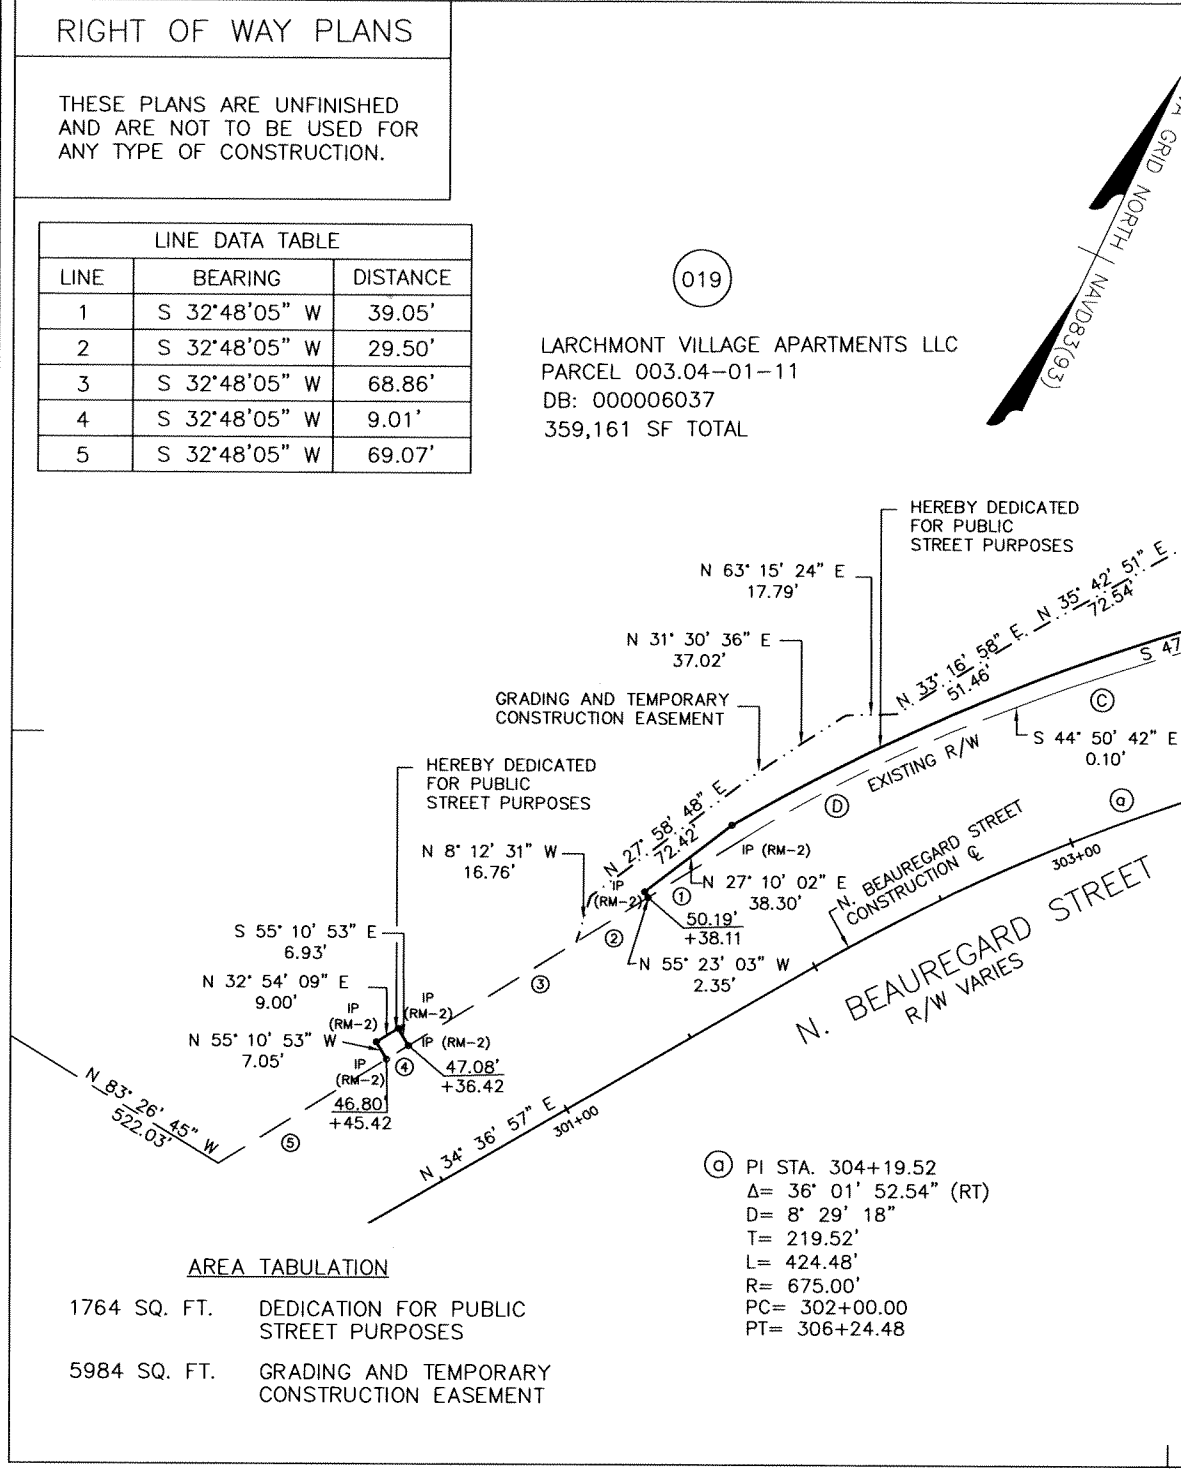 RIGHT OF WAY PLANS
THESE PLANS ARE UNFINISHED
AND ARE NOT TO BE USED FOR
ANY TYPE OF CONSTRUCTION.
LINE DATA TABLE
LINE BEARING DISTANCE
1 S 32°48'05" W 39.05'
2 S 32°48'05" W 29.50'
3 S 32°48'05" W 68.86'
4 S 32°48'05" W 9.01'
5 S 32°48'05" W 69.07'
019
LARCHMONT VILLAGE APARTMENTS LLC
PARCEL 003.04-01-11
DB: 000006037
359,161 SF TOTAL
GRID NORTH
NAVD83(93)
HEREBY DEDICATED
FOR PUBLIC
STREET PURPOSES
N 63° 15' 24" E
17.79'
N 35° 42' 51" E
72.54'
N 31° 30' 36" E
37.02'
N 33° 16' 58" E
51.46'
S 47
C
GRADING AND TEMPORARY
CONSTRUCTION EASEMENT
S 44° 50' 42" E
0.10'
EXISTING R/W
D
a
HEREBY DEDICATED
FOR PUBLIC
STREET PURPOSES
N 27° 58' 48" E
72.42'
N. BEAUREGARD STREET
CONSTRUCTION ℄
303+00
N 8° 12' 31" W
16.76'
IP (RM-2)
IP
(RM-2)
1
N 27° 10' 02" E
38.30'
50.19'
+38.11
2
N 55° 23' 03" W
2.35'
N. BEAUREGARD STREET
R/W VARIES
S 55° 10' 53" E
6.93'
3
N 32° 54' 09" E
9.00'
IP
(RM-2)
IP
(RM-2)
N 55° 10' 53" W
7.05'
IP (RM-2)
IP
(RM-2)
4
47.08'
+36.42
46.80'
+45.42
N 83° 26' 45" W
522.03'
5
N 34° 36' 57" E
301+00
a PI STA. 304+19.52
Δ= 36° 01' 52.54" (RT)
D= 8° 29' 18"
T= 219.52'
L= 424.48'
R= 675.00'
PC= 302+00.00
PT= 306+24.48
AREA TABULATION
1764 SQ. FT. DEDICATION FOR PUBLIC
STREET PURPOSES
5984 SQ. FT. GRADING AND TEMPORARY
CONSTRUCTION EASEMENT